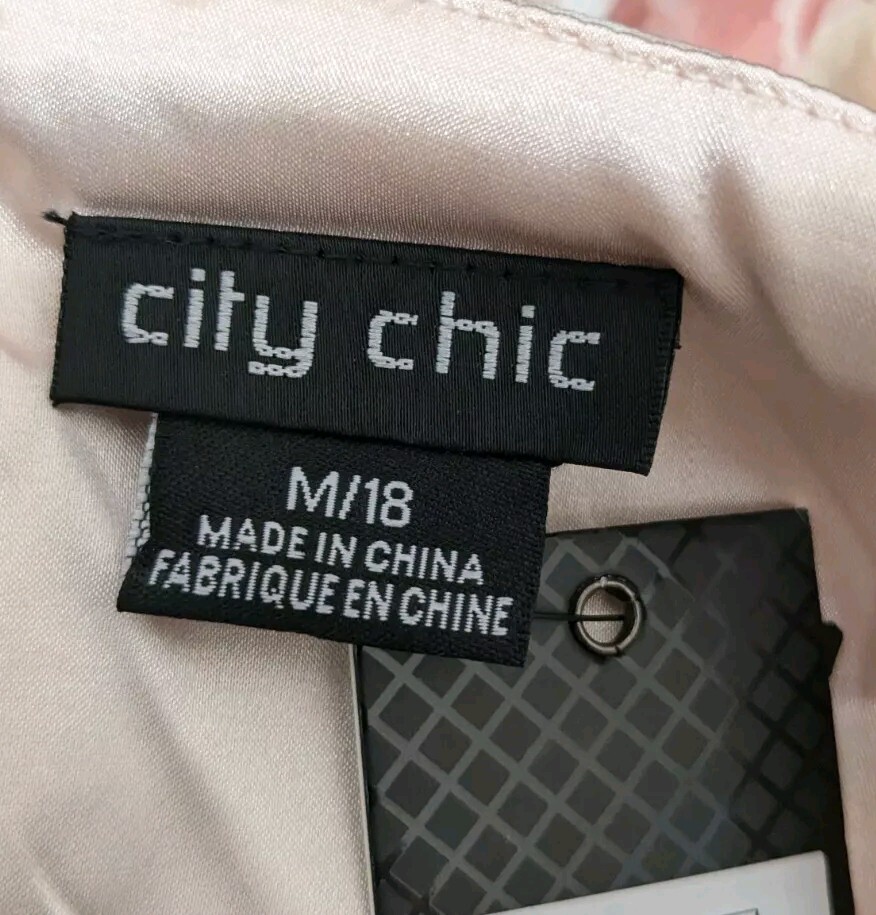 city chic
M/18
MADE IN CHINA
FABRIQUE EN CHINE